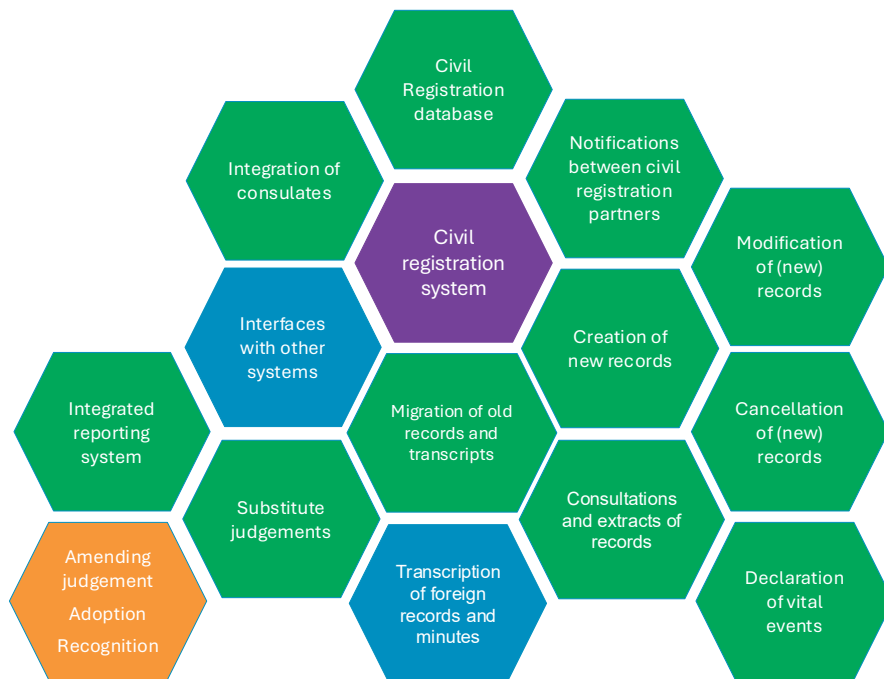 Civil
Registration
database
Integration of
consulates
Notifications
between civil
registration
partners
Civil
registration
system
Modification
of (new)
records
Interfaces
with other
systems
Creation of
new records
Integrated
reporting
system
Migration of old
records and
transcripts
Cancellation
of (new)
records
Substitute
judgements
Consultations
and extracts of
records
Amending
judgement
Adoption
Recognition
Transcription
of foreign
records and
minutes
Declaration
of vital
events